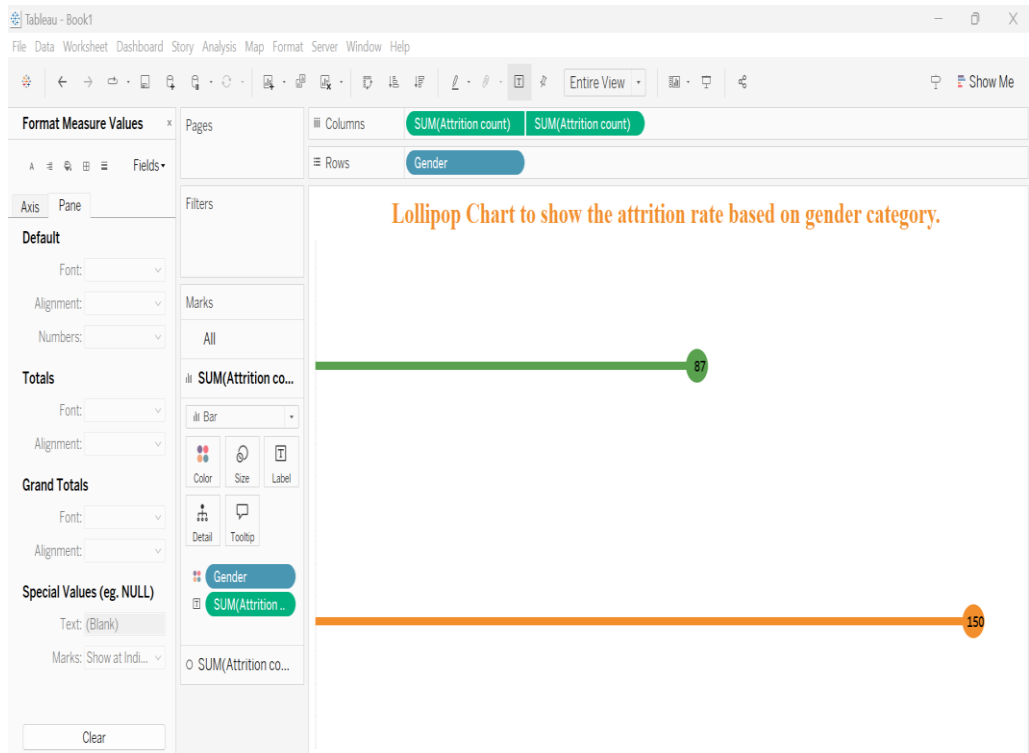 Tableau - Book1
File Data Worksheet Dashboard Story Analysis Map Format Server Window Help
Entire View
Show Me
Format Measure Values
Fields
Axis Pane
Default
Font:
Alignment:
Numbers:
Totals
Font:
Alignment:
Grand Totals
Font:
Alignment:
Special Values (eg. NULL)
Text: (Blank)
Marks: Show at Indi...
Clear
Pages
Filters
Marks
All
SUM(Attrition co...
Bar
Color Size Label
Detail Tooltip
Gender
SUM(Attrition ..
SUM(Attrition co...
Columns SUM(Attrition count) SUM(Attrition count)
Rows Gender
Lollipop Chart to show the attrition rate based on gender category.
87
150